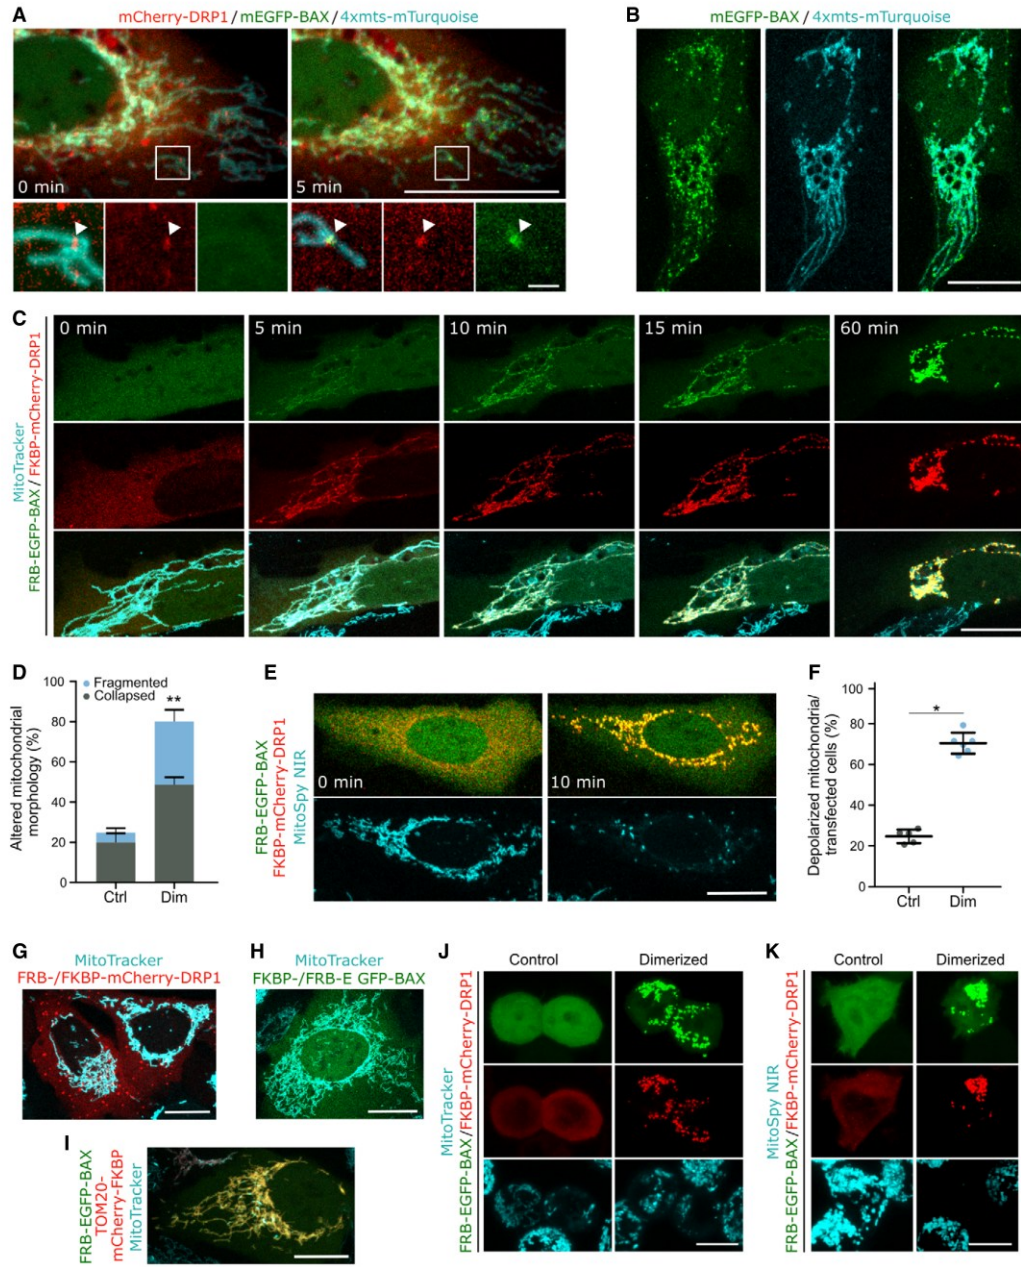 A
mCherry-DRP1/mEGFP-BAX/4xmts-mTurquoise
0 min
5 min
B
mEGFP-BAX/4xmts-mTurquoise
C
0 min
5 min
10 min
15 min
60 min
MitoTracker
FRB-EGFP-BAX/FKBP-mCherry-DRP1
D
Altered mitochondrial
morphology (%)
100
80
60
40
20
0
Fragmented
Collapsed
**
Ctrl
Dim
E
FRB-EGFP-BAX
FKBP-mCherry-DRP1
MitoSpy NIR
0 min
10 min
F
Depolarized mitochondria/
transfected cells (%)
100
80
60
40
20
0
*
Ctrl
Dim
G
MitoTracker
FRB-/FKBP-mCherry-DRP1
H
MitoTracker
FKBP-/FRB-E GFP-BAX
I
FRB-EGFP-BAX
TOM20-
mCherry-FKBP
MitoTracker
J
Control
Dimerized
MitoTracker
FRB-EGFP-BAX/FKBP-mCherry-DRP1
K
Control
Dimerized
MitoSpy NIR
FRB-EGFP-BAX/FKBP-mCherry-DRP1